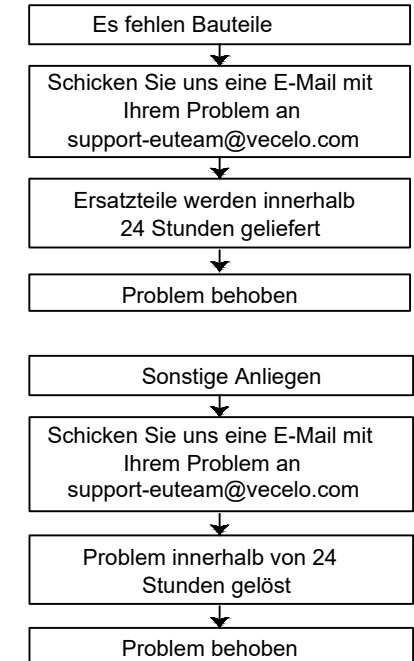 Es fehlen Bauteile
Schicken Sie uns eine E-Mail mit
Ihrem Problem an
support-euteam@vecelo.com
Ersatzteile werden innerhalb
24 Stunden geliefert
Problem behoben
Sonstige Anliegen
Schicken Sie uns eine E-Mail mit
Ihrem Problem an
support-euteam@vecelo.com
Problem innerhalb von 24
Stunden gelöst
Problem behoben